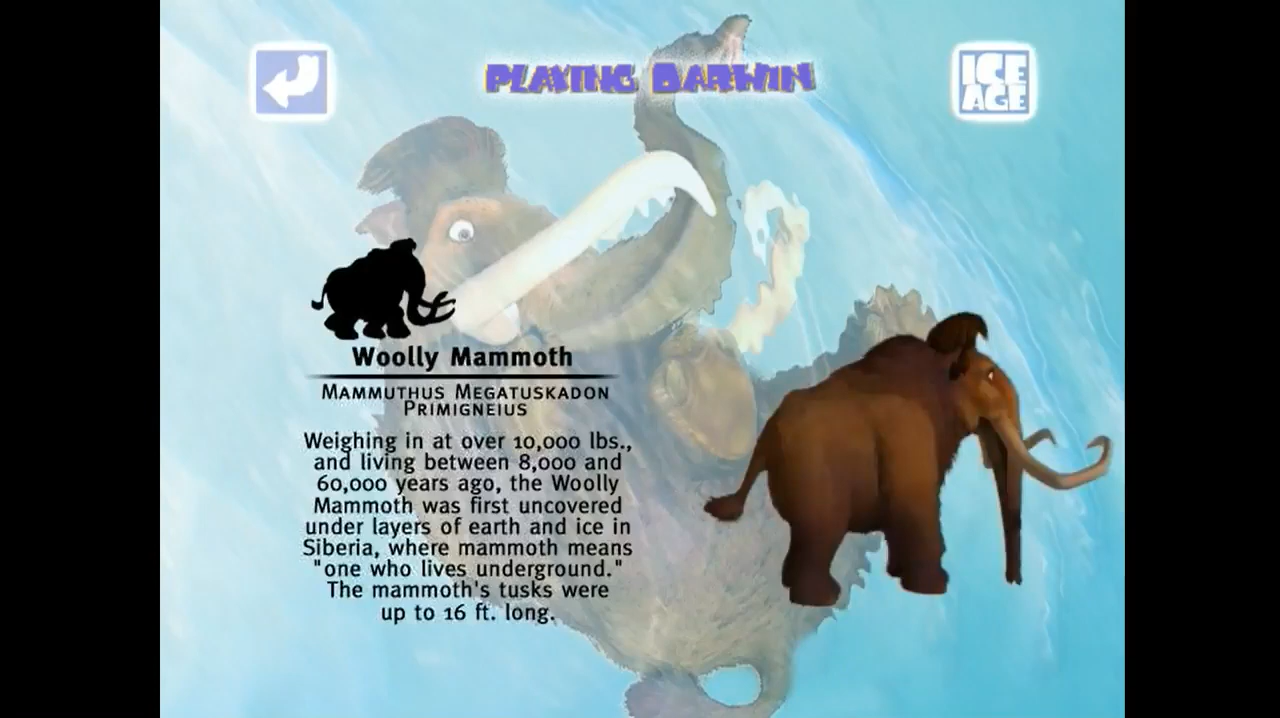 PLAYING DARWIN
ICE
AGE
Woolly Mammoth
MAMMUTHUS MEGATUSKADON
PRIMIGNEIUS
Weighing in at over 10,000 lbs.,
and living between 8,000 and
60,000 years ago, the Woolly
Mammoth was first uncovered
under layers of earth and ice in
Siberia, where mammoth means
"one who lives underground."
The mammoth's tusks were
up to 16 ft. long.